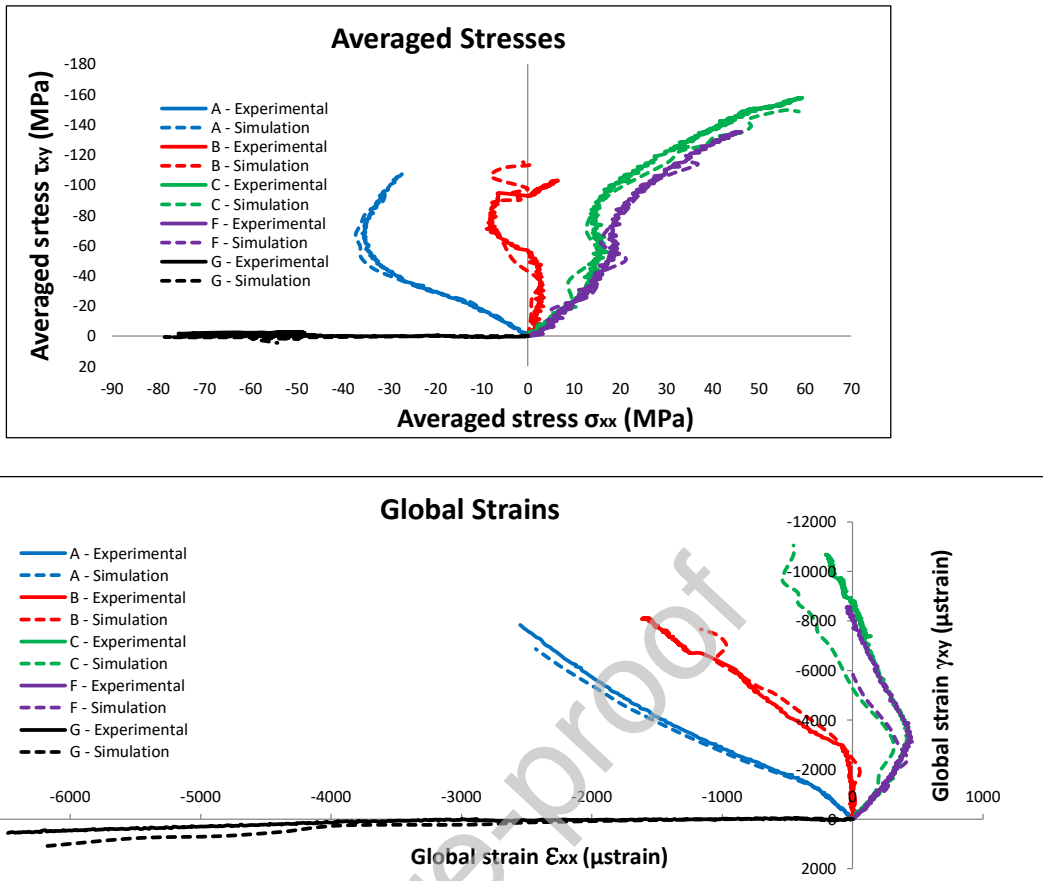 Averaged Stresses
Averaged srtess τxy (MPa)
-180
-160
-140
-120
-100
-80
-60
-40
-20
0
20
A - Experimental
A - Simulation
B - Experimental
B - Simulation
C - Experimental
C - Simulation
F - Experimental
F - Simulation
G - Experimental
G - Simulation
-90 -80 -70 -60 -50 -40 -30 -20 -10 0 10 20 30 40 50 60 70
Averaged stress σxx (MPa)
Global Strains
A - Experimental
A - Simulation
B - Experimental
B - Simulation
C - Experimental
C - Simulation
F - Experimental
F - Simulation
G - Experimental
G - Simulation
-12000
-10000
-8000
-6000
-4000
-2000
0
2000
Global strain γxy (µstrain)
-6000 -5000 -4000 -3000 -2000 -1000 0 1000
Global strain Ɛxx (µstrain)
re-proof